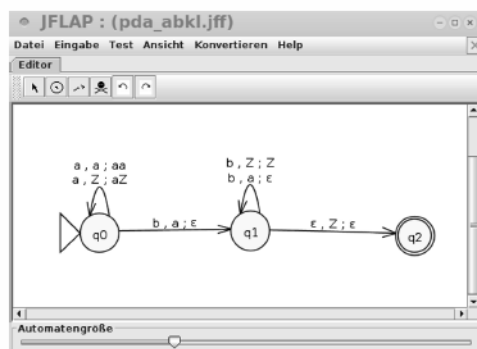 JFLAP : (pda_abkl.jff)
Datei Eingabe Test Ansicht Konvertieren Help
Editor
a , a ; aa
a , Z ; aZ
b , Z ; Z
b , a ; ε
q0
b , a ; ε
q1
ε , Z ; ε
q2
Automatengröße